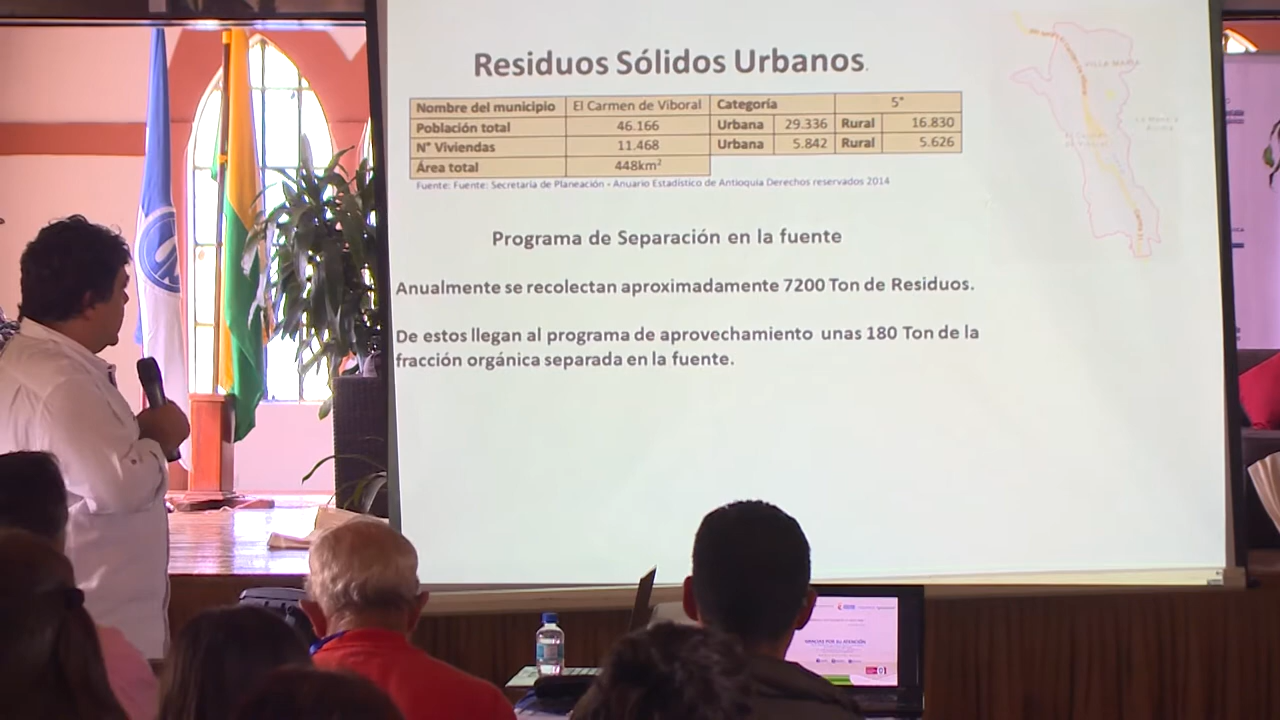 Residuos Sólidos Urbanos.
Nombre del municipio El Carmen de Viboral Categoría 5°
Población total 46.166 Urbana 29.336 Rural 16.830
N° Viviendas 11.468 Urbana 5.842 Rural 5.626
Área total 448km²
Fuente: Fuente: Secretaría de Planeación - Anuario Estadístico de Antioquia Derechos reservados 2014
Programa de Separación en la fuente
Anualmente se recolectan aproximadamente 7200 Ton de Residuos.
De estos llegan al programa de aprovechamiento unas 180 Ton de la
fracción orgánica separada en la fuente.
VILLA MARIA